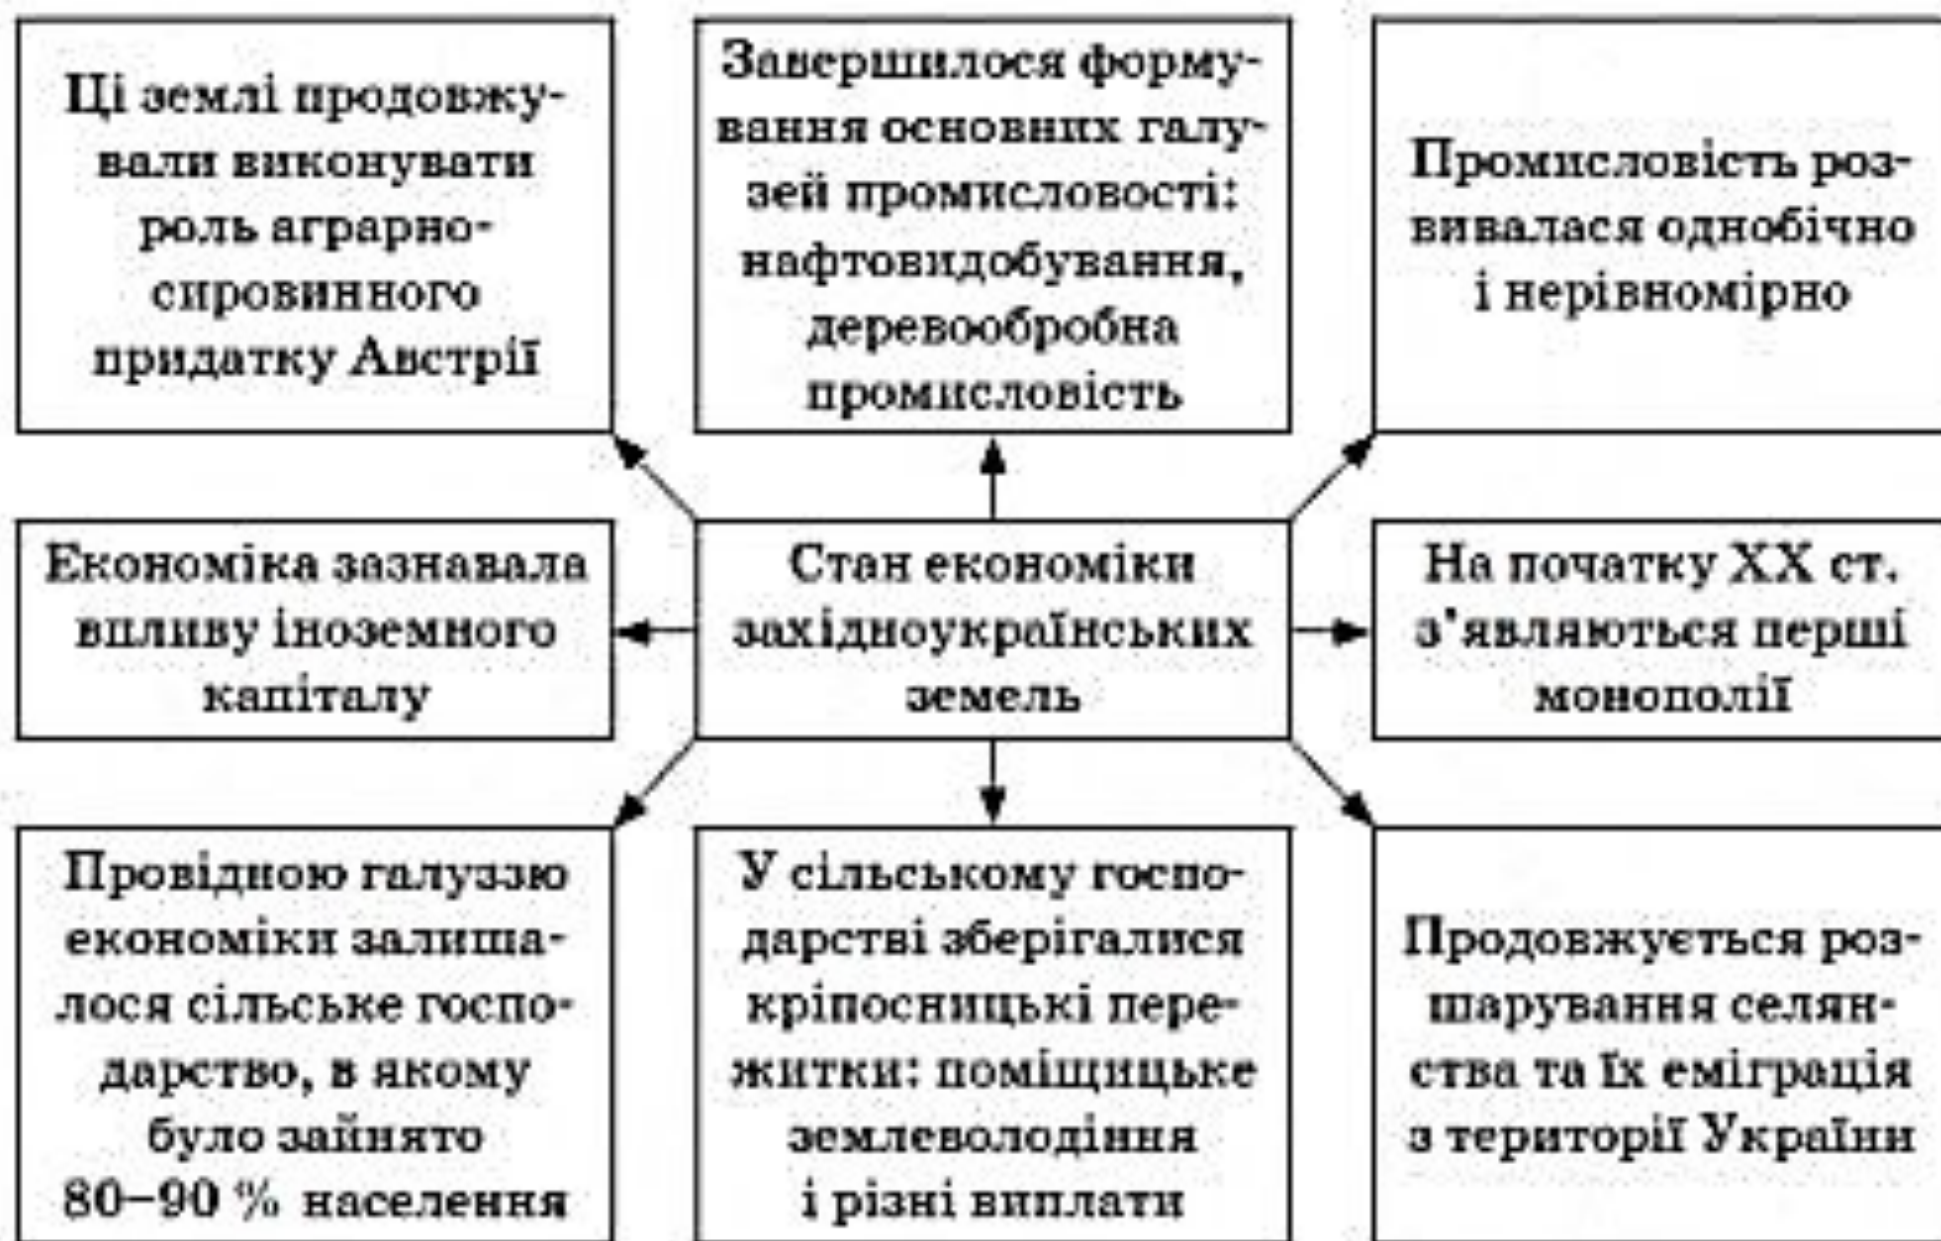 Ці землі продовжу-
вали виконувати
роль аграрно-
сировинного
придатку Австрії
Завершилося форму-
вання основних галу-
зей промисловості:
нафтовидобування,
деревообробна
промисловість
Промисловість роз-
вивалася однобічно
і нерівномірно
Економіка зазнавала
впливу іноземного
капіталу
Стан економіки
західноукраїнських
земель
На початку XX ст.
з’являються перші
монополії
Провідною галуззю
економіки залиша-
лося сільське госпо-
дарство, в якому
було зайнято
80–90 % населення
У сільському госпо-
дарстві зберігалися
кріпосницькі пере-
житки: поміщицьке
землеволодіння
і різні виплати
Продовжується роз-
шарування селян-
ства та їх еміграція
з території України